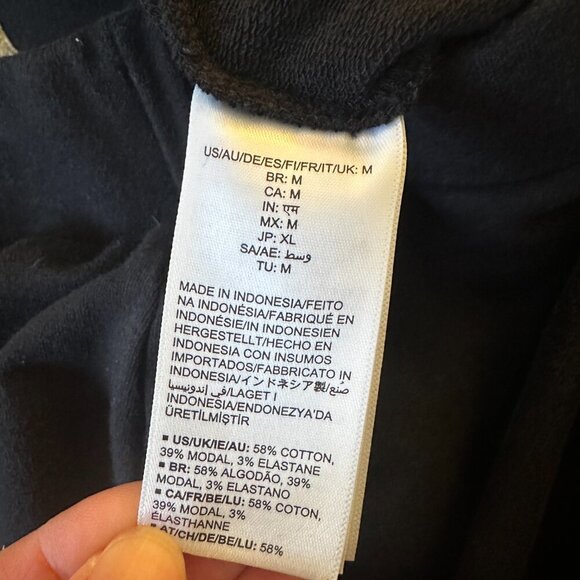 US/AU/DE/ES/FI/FR/IT/UK: M
BR: M
CA: M
IN: एम
MX: M
JP: XL
SA/AE: وسط
TU: M
MADE IN INDONESIA/FEITO
NA INDONÉSIA/FABRIQUÉ EN
INDONÉSIE/IN INDONESIEN
HERGESTELLT/HECHO EN
INDONESIA CON INSUMOS
IMPORTADOS/FABBRICATO IN
INDONESIA/インドネシア製/صُنع
في إندونيسيا/LAGET I
INDONESIA/ENDONEZYA'DA
ÜRETİLMİŞTİR
▪ US/UK/IE/AU: 58% COTTON,
39% MODAL, 3% ELASTANE
▪ BR: 58% ALGODÃO, 39%
MODAL, 3% ELASTANO
▪ CA/FR/BE/LU: 58% COTON,
39% MODAL, 3%
ÉLASTHANNE
▪ AT/CH/DE/BE/LU: 58%